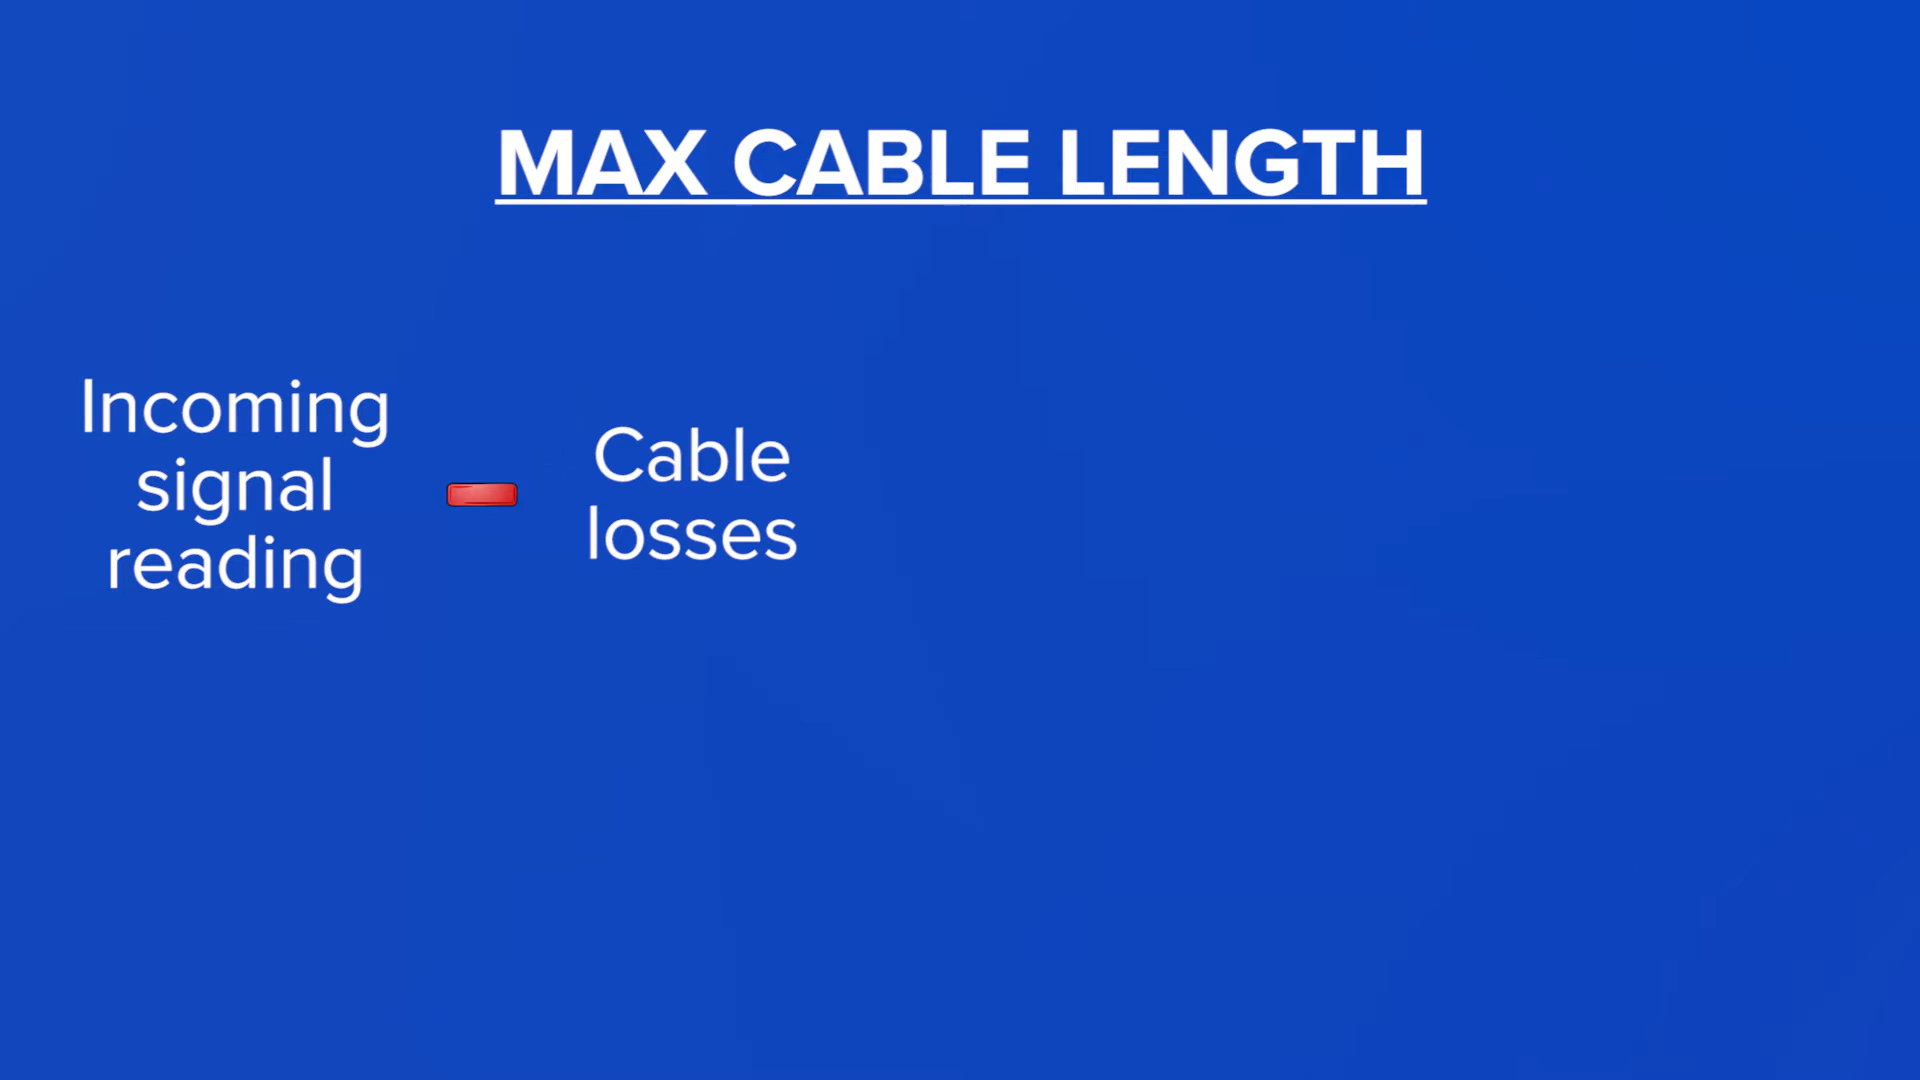 MAX CABLE LENGTH
Incoming
signal
reading
Cable
losses